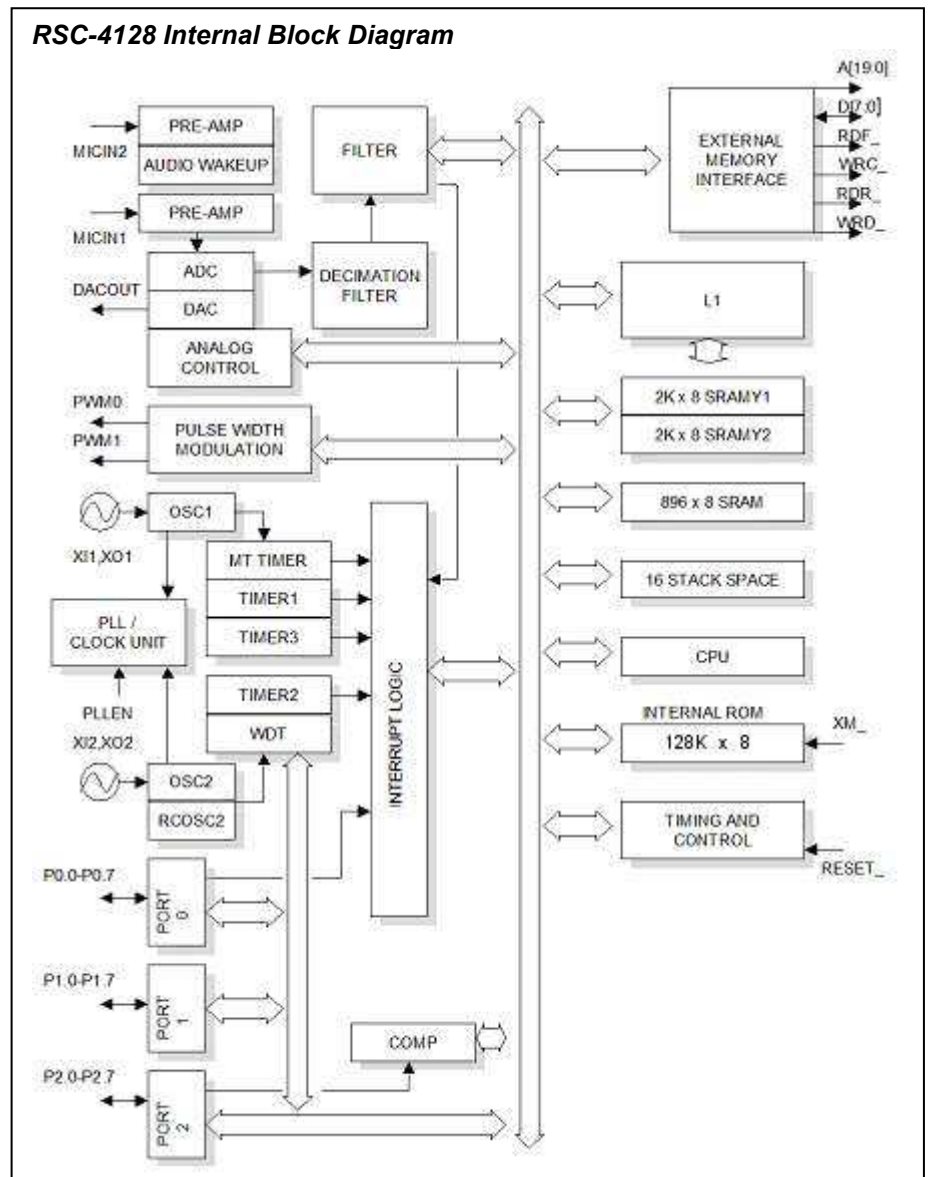 RSC-4128 Internal Block Diagram
MICIN2
PRE-AMP
AUDIO WAKEUP
MICIN1
PRE-AMP
DACOUT
ADC
DAC
ANALOG
CONTROL
FILTER
DECIMATION
FILTER
PWM0
PWM1
PULSE WIDTH
MODULATION
OSC1
XI1,XO1
PLL /
CLOCK UNIT
PLLEN
XI2,XO2
OSC2
RCOSC2
MT TIMER
TIMER1
TIMER3
TIMER2
WDT
INTERRUPT LOGIC
P0.0-P0.7
PORT
0
P1.0-P1.7
PORT
1
P2.0-P2.7
PORT
2
COMP
EXTERNAL
MEMORY
INTERFACE
A[19:0]
D[7:0]
RDF_
WRC_
RDR_
WRD_
L1
2K x 8 SRAMY1
2K x 8 SRAMY2
896 x 8 SRAM
16 STACK SPACE
CPU
INTERNAL ROM
128K x 8
XM_
TIMING AND
CONTROL
RESET_